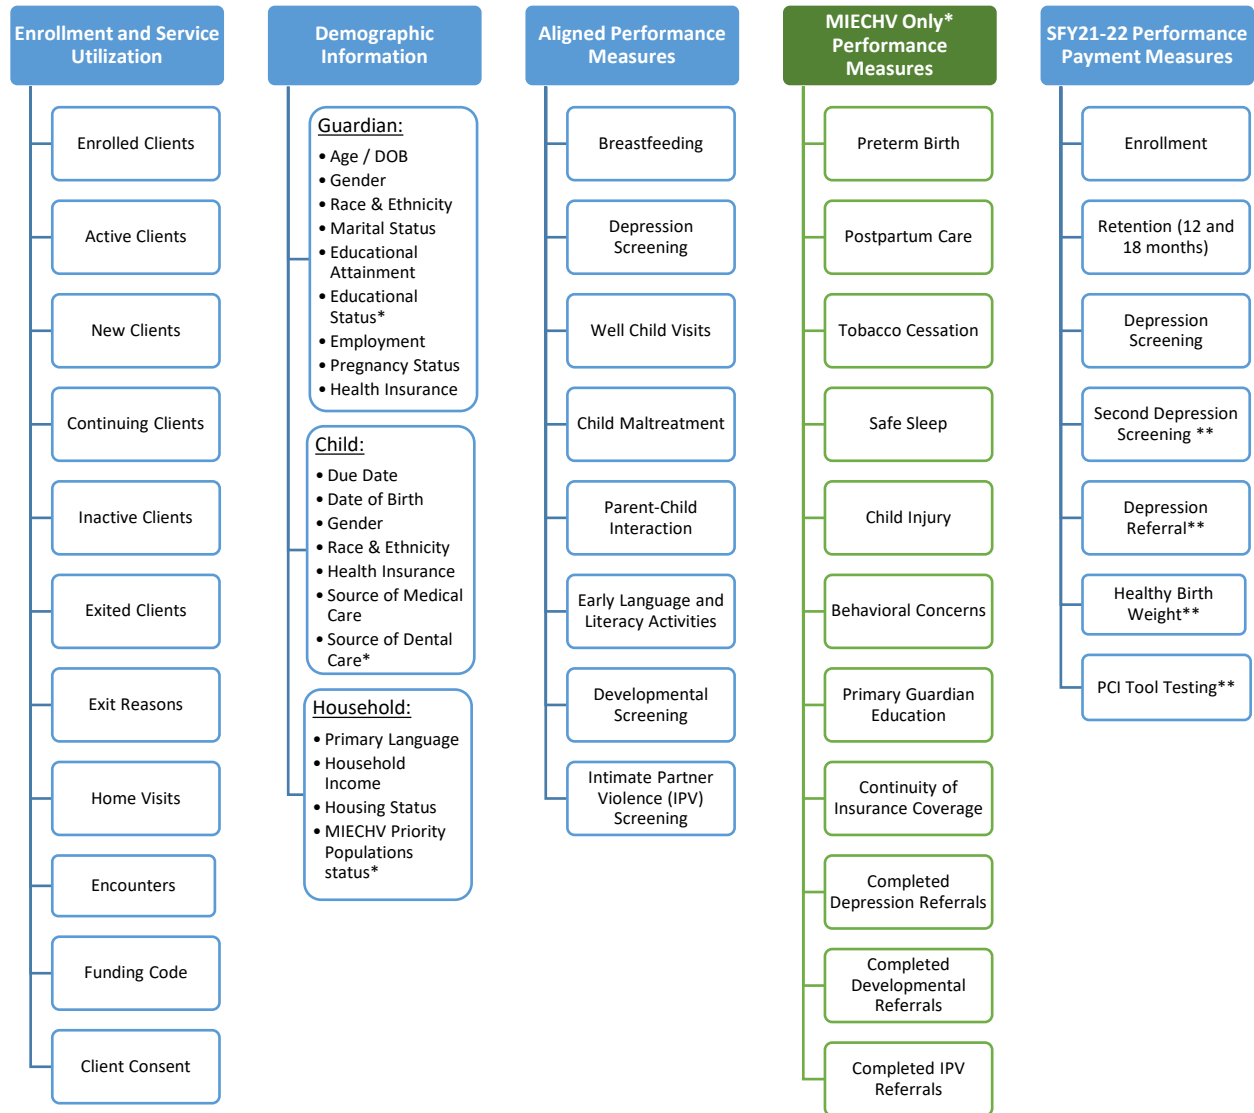 Enrollment and Service
Utilization
Enrolled Clients
Active Clients
New Clients
Continuing Clients
Inactive Clients
Exited Clients
Exit Reasons
Home Visits
Encounters
Funding Code
Client Consent
Demographic
Information
Guardian:
• Age / DOB
• Gender
• Race & Ethnicity
• Marital Status
• Educational
Attainment
• Educational
Status*
• Employment
• Pregnancy Status
• Health Insurance
Child:
• Due Date
• Date of Birth
• Gender
• Race & Ethnicity
• Health Insurance
• Source of Medical
Care
• Source of Dental
Care*
Household:
• Primary Language
• Household
Income
• Housing Status
• MIECHV Priority
Populations
status*
Aligned Performance
Measures
Breastfeeding
Depression
Screening
Well Child Visits
Child Maltreatment
Parent-Child
Interaction
Early Language and
Literacy Activities
Developmental
Screening
Intimate Partner
Violence (IPV)
Screening
MIECHV Only*
Performance
Measures
Preterm Birth
Postpartum Care
Tobacco Cessation
Safe Sleep
Child Injury
Behavioral Concerns
Primary Guardian
Education
Continuity of
Insurance Coverage
Completed
Depression Referrals
Completed
Developmental
Referrals
Completed IPV
Referrals
SFY21-22 Performance
Payment Measures
Enrollment
Retention (12 and
18 months)
Depression
Screening
Second Depression
Screening **
Depression
Referral**
Healthy Birth
Weight**
PCI Tool Testing**